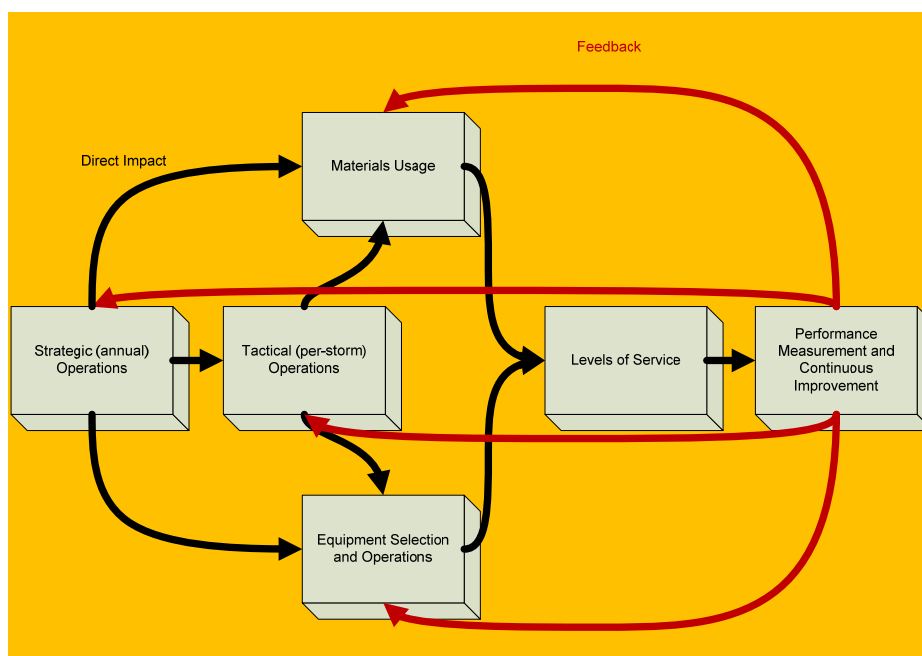 Feedback
Direct Impact
Materials Usage
Strategic (annual)
Operations
Tactical (per-storm)
Operations
Levels of Service
Performance
Measurement and
Continuous
Improvement
Equipment Selection
and Operations